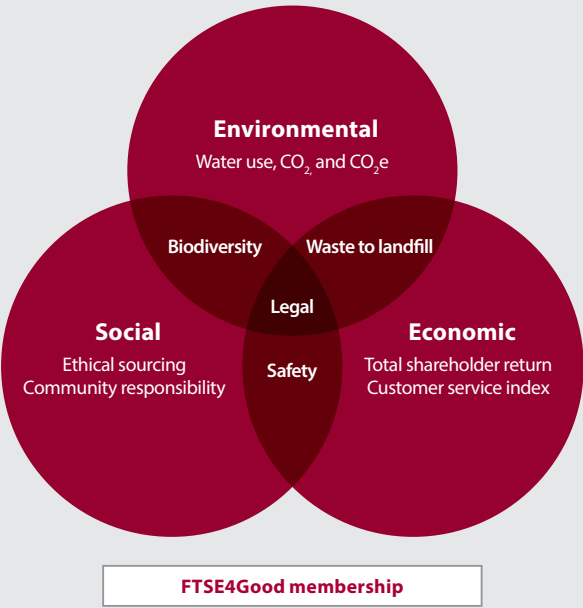 Environmental
Water use, CO₂, and CO₂e
Biodiversity
Waste to landfill
Legal
Social
Ethical sourcing
Community responsibility
Safety
Economic
Total shareholder return
Customer service index
FTSE4Good membership